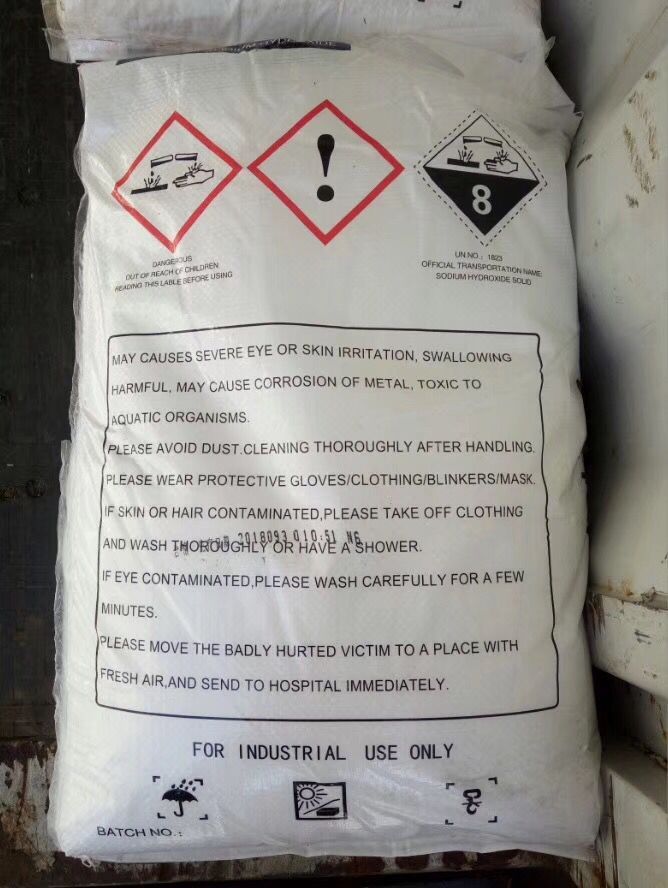 8
DANGEROUS
OUT OF REACH OF CHILDREN
READING THIS LABLE BEFORE USING
UN.NO.: 1823
OFFICIAL TRANSPORTATION NAME:
SODIUM HYDROXIDE SOLID
MAY CAUSES SEVERE EYE OR SKIN IRRITATION, SWALLOWING
HARMFUL, MAY CAUSE CORROSION OF METAL, TOXIC TO
AQUATIC ORGANISMS.
PLEASE AVOID DUST.CLEANING THOROUGHLY AFTER HANDLING.
PLEASE WEAR PROTECTIVE GLOVES/CLOTHING/BLINKERS/MASK.
IF SKIN OR HAIR CONTAMINATED,PLEASE TAKE OFF CLOTHING
AND WASH THOROUGHLY OR HAVE A SHOWER.
IF EYE CONTAMINATED,PLEASE WASH CAREFULLY FOR A FEW
MINUTES.
PLEASE MOVE THE BADLY HURTED VICTIM TO A PLACE WITH
FRESH AIR,AND SEND TO HOSPITAL IMMEDIATELY.
FOR INDUSTRIAL USE ONLY
BATCH NO.: